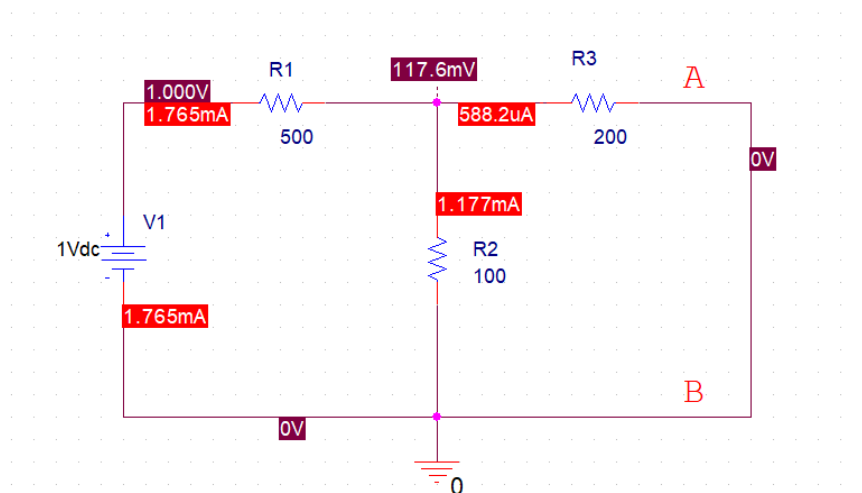 R3
R1
117.6mV
A
1.000V
1.765mA
588.2uA
500
200
0V
1.177mA
V1
1Vdc
R2
100
1.765mA
B
0V
0